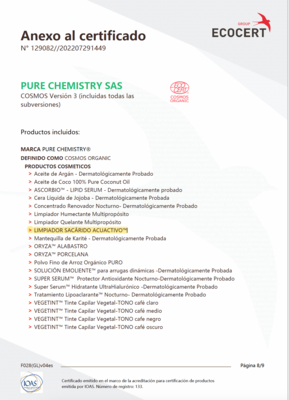 Anexo al certificado
N° 129082//202207291449
GROUP
ECOCERT
PURE CHEMISTRY SAS
COSMOS Versión 3 (incluidas todas las
subversiones)
COSMOS
ORGANIC
Productos incluidos:
MARCA PURE CHEMISTRY®
DEFINIDO COMO COSMOS ORGANIC
PRODUCTOS COSMETICOS
» Aceite de Argán - Dermatológicamente Probado
» Aceite de Coco 100% Pure Coconut Oil
» ASCORBIO™ - LIPID SERUM - Dermatológicamente probado
» Cera Líquida de Jojoba - Dermatológicamente Probada
» Concentrado Renovador Nocturno- Dermatológicamente Probado
» Limpiador Humectante Multipropósito
» Limpiador Quelante Multipropósito
» LIMPIADOR SACÁRIDO ACUACTIVO™
» Mantequilla de Karité - Dermatológicamente Probada
» ORYZA™ ALABASTRO
» ORYZA™ PORCELANA
» Polvo Fino de Arroz Orgánico PURO
» SOLUCIÓN EMOLIENTE™ para arrugas dinámicas -Dermatológicamente Probada
» SUPER SERUM™ Protector Antioxidante Nocturno-Dermatológicamente Probado
» Super Serum™ Hidratante UltraHialurónico -Dermatológicamente Probado
» Tratamiento Lipoaclarante™ Nocturno- Dermatológicamente Probado
» VEGETINT™ Tinte Capilar Vegetal-TONO café claro
» VEGETINT™ Tinte Capilar Vegetal-TONO café medio
» VEGETINT™ Tinte Capilar Vegetal-TONO cafe negro
» VEGETINT™ Tinte Capilar Vegetal-TONO café oscuro
F028(GL)v04es
Página 8/9
IOAS
Certificado emitido en el marco de la acreditación para certificación de productos
emitida por IOAS. Número de registro: 133.